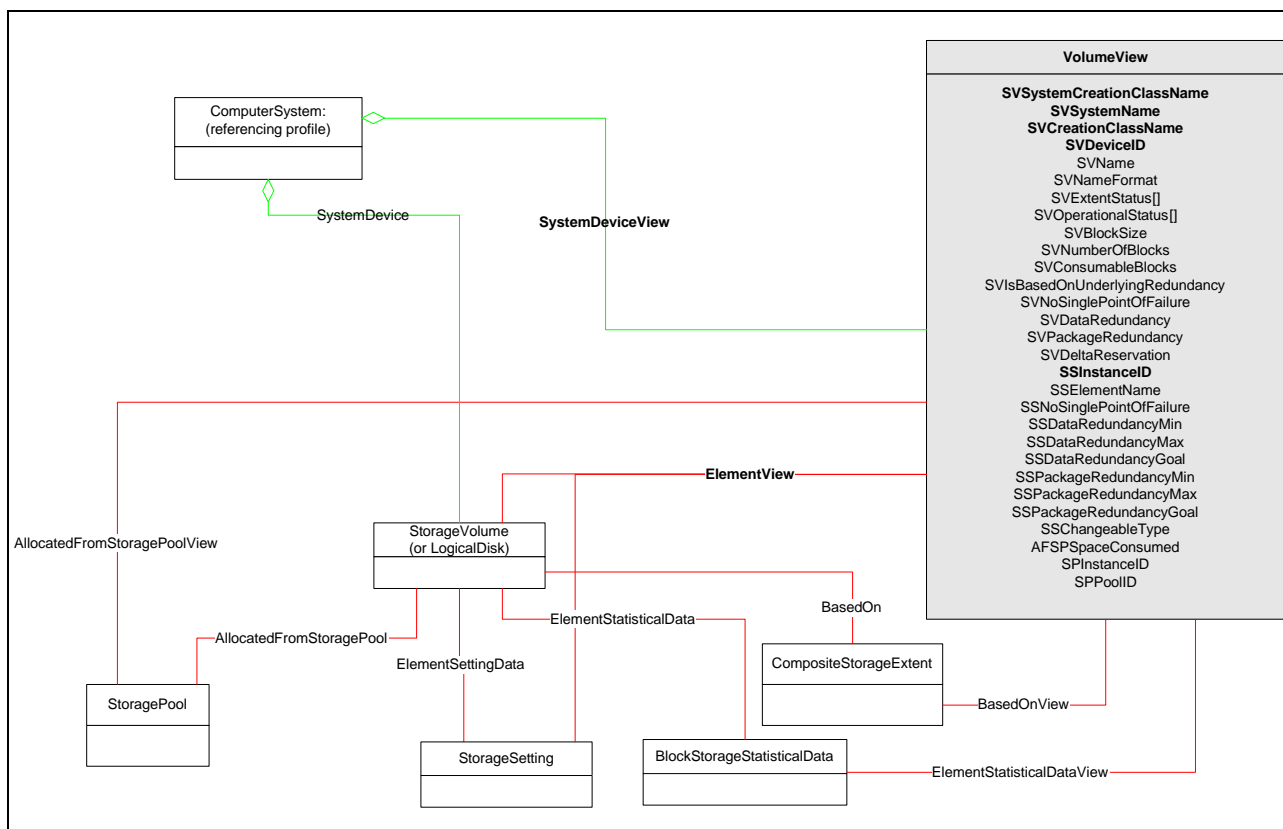 VolumeView
SVSystemCreationClassName
SVSystemName
SVCreationClassName
SVDeviceID
SVName
SVNameFormat
SVExtentStatus[]
SVOperationalStatus[]
SVBlockSize
SVNumberOfBlocks
SVConsumableBlocks
SVIsBasedOnUnderlyingRedundancy
SVNoSinglePointOfFailure
SVDataRedundancy
SVPackageRedundancy
SVDeltaReservation
SSInstanceID
SSElementName
SSNoSinglePointOfFailure
SSDataRedundancyMin
SSDataRedundancyMax
SSDataRedundancyGoal
SSPackageRedundancyMin
SSPackageRedundancyMax
SSPackageRedundancyGoal
SSChangeableType
AFSPSpaceConsumed
SPInstanceID
SPPoolID
ComputerSystem:
(referencing profile)
SystemDevice
SystemDeviceView
ElementView
StorageVolume
(or LogicalDisk)
AllocatedFromStoragePoolView
BasedOn
ElementStatisticalData
AllocatedFromStoragePool
ElementSettingData
CompositeStorageExtent
StoragePool
BasedOnView
StorageSetting
BlockStorageStatisticalData
ElementStatisticalDataView